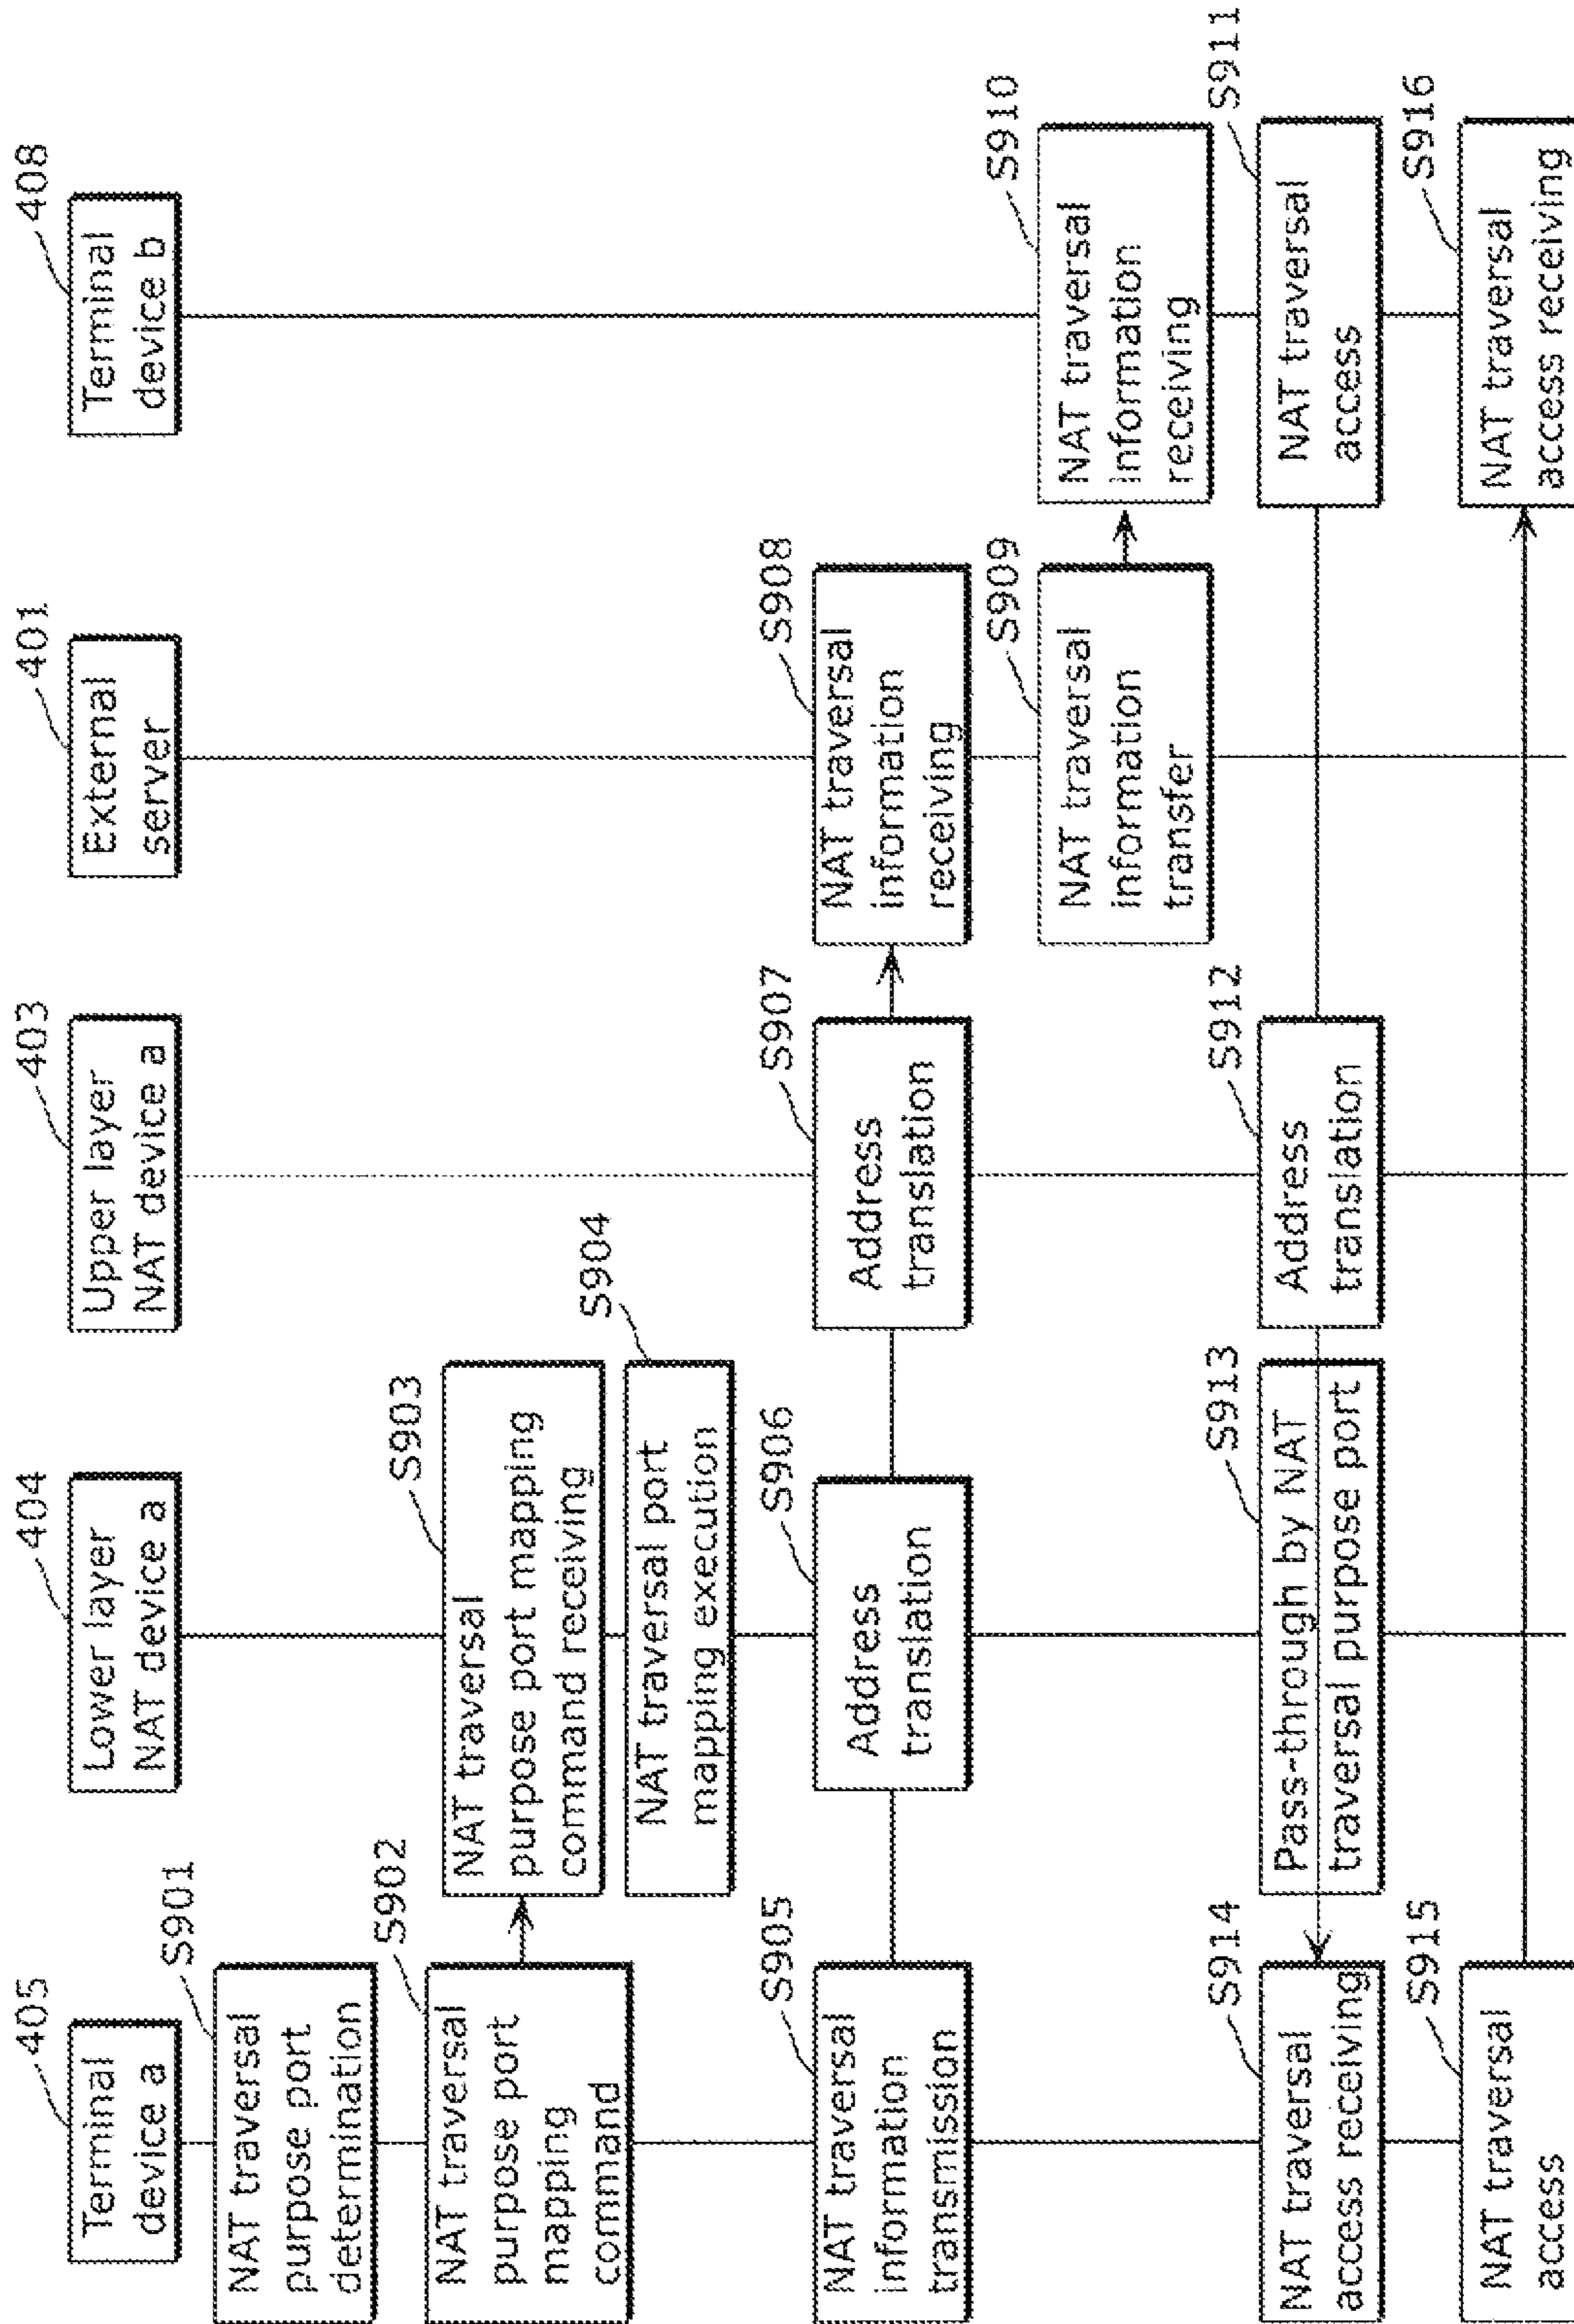 405
Terminal
device a
404
Lower layer
NAT device a
403
Upper layer
NAT device a
401
External
server
408
Terminal
device b
S901
NAT traversal
purpose port
determination
S902
NAT traversal
purpose port
mapping
command
S903
NAT traversal
purpose port mapping
command receiving
S904
NAT traversal port
mapping execution
S905
NAT traversal
information
transmission
S906
Address
translation
S907
Address
translation
S908
NAT traversal
information
receiving
S909
NAT traversal
information
transfer
S910
NAT traversal
information
receiving
S911
NAT traversal
access
S912
Address
translation
S913
Pass-through by NAT
traversal purpose port
S914
NAT traversal
access receiving
S915
NAT traversal
access
S916
NAT traversal
access receiving